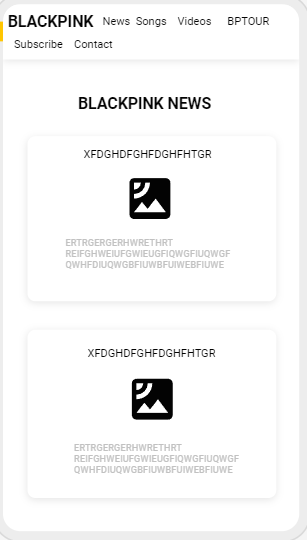 BLACKPINK News Songs Videos BPTOUR
Subscribe Contact
BLACKPINK NEWS
XFDGHDFGHFDGHFHTGR
ERTRGERGERHWRETHRT
REIFGHWEIUFGWIEUGFIQWGFIUQWGF
QWHFDIUQWGBFIUWBFUIWEBFIUWE
XFDGHDFGHFDGHFHTGR
ERTRGERGERHWRETHRT
REIFGHWEIUFGWIEUGFIQWGFIUQWGF
QWHFDIUQWGBFIUWBFUIWEBFIUWE